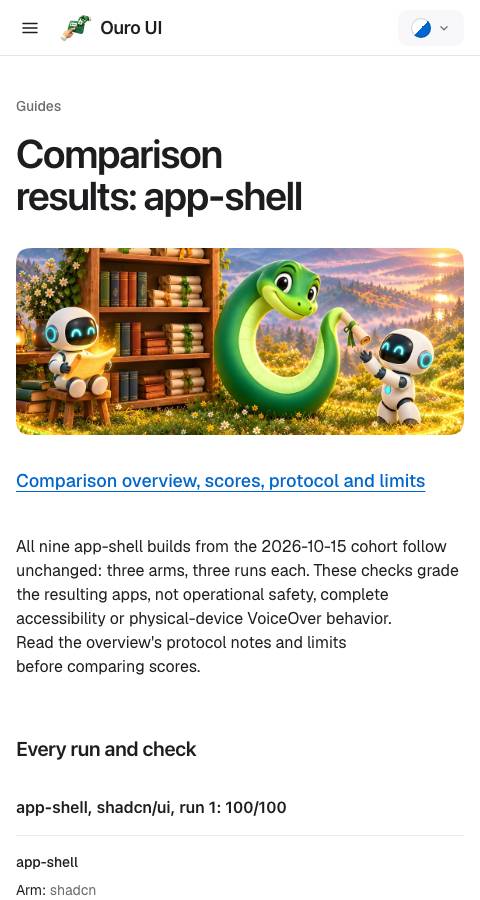 Ouro UI
Guides
Comparison
results: app-shell
Comparison overview, scores, protocol and limits
All nine app-shell builds from the 2026-10-15 cohort follow
unchanged: three arms, three runs each. These checks grade
the resulting apps, not operational safety, complete
accessibility or physical-device VoiceOver behavior.
Read the overview's protocol notes and limits
before comparing scores.
Every run and check
app-shell, shadcn/ui, run 1: 100/100
app-shell
Arm: shadcn